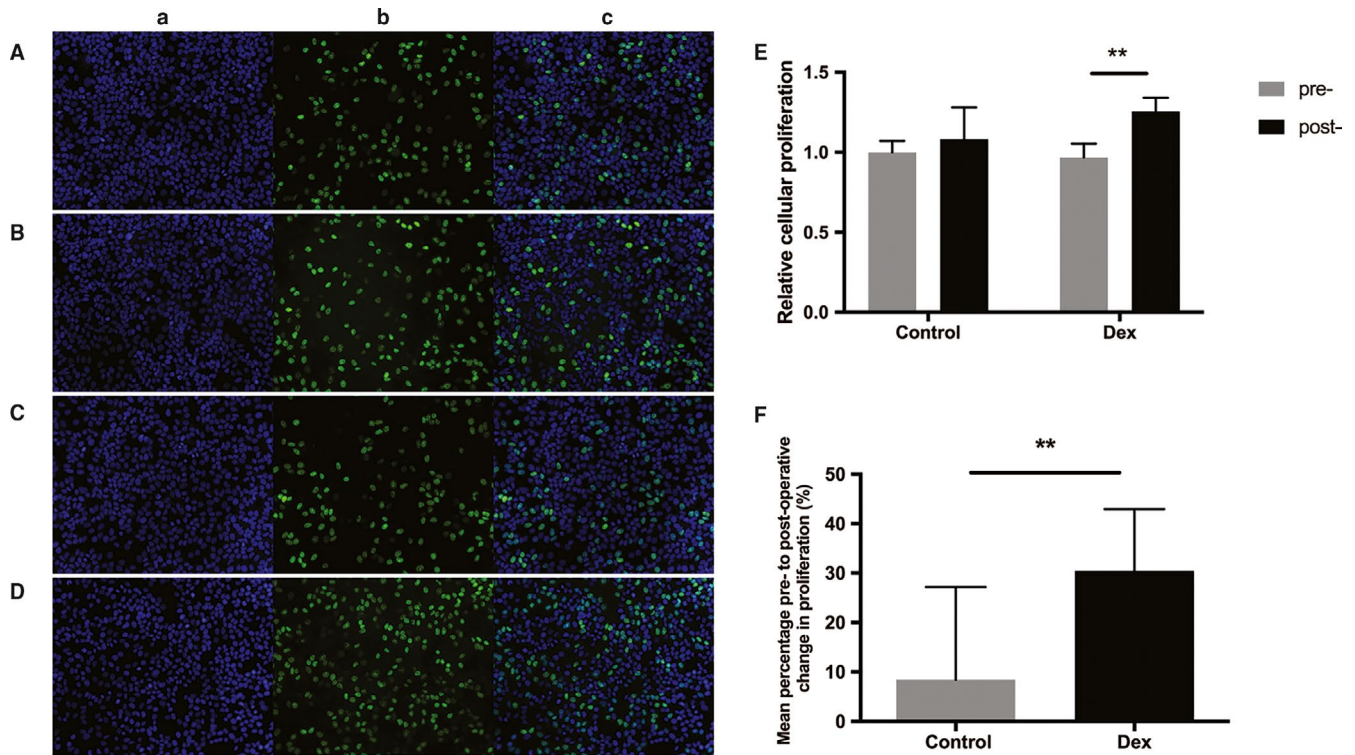 a b c
A
B
C
D
E
**
1.5
1.0
0.5
0.0
Relative cellular proliferation
Control Dex
pre-
post-
F
**
50
40
30
20
10
0
Mean percentage pre- to post-operative
change in proliferation (%)
Control Dex